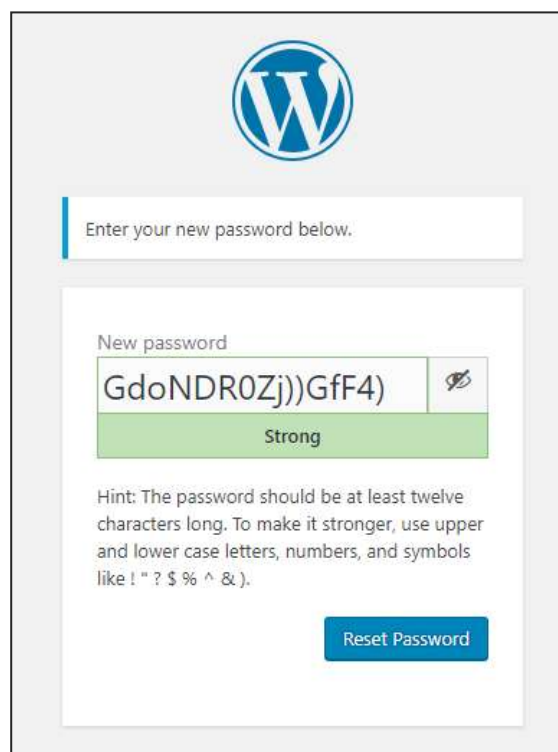 Enter your new password below.
New password
GdoNDR0Zj))GfF4)
Strong
Hint: The password should be at least twelve
characters long. To make it stronger, use upper
and lower case letters, numbers, and symbols
like ! " ? $ % ^ & ).
Reset Password